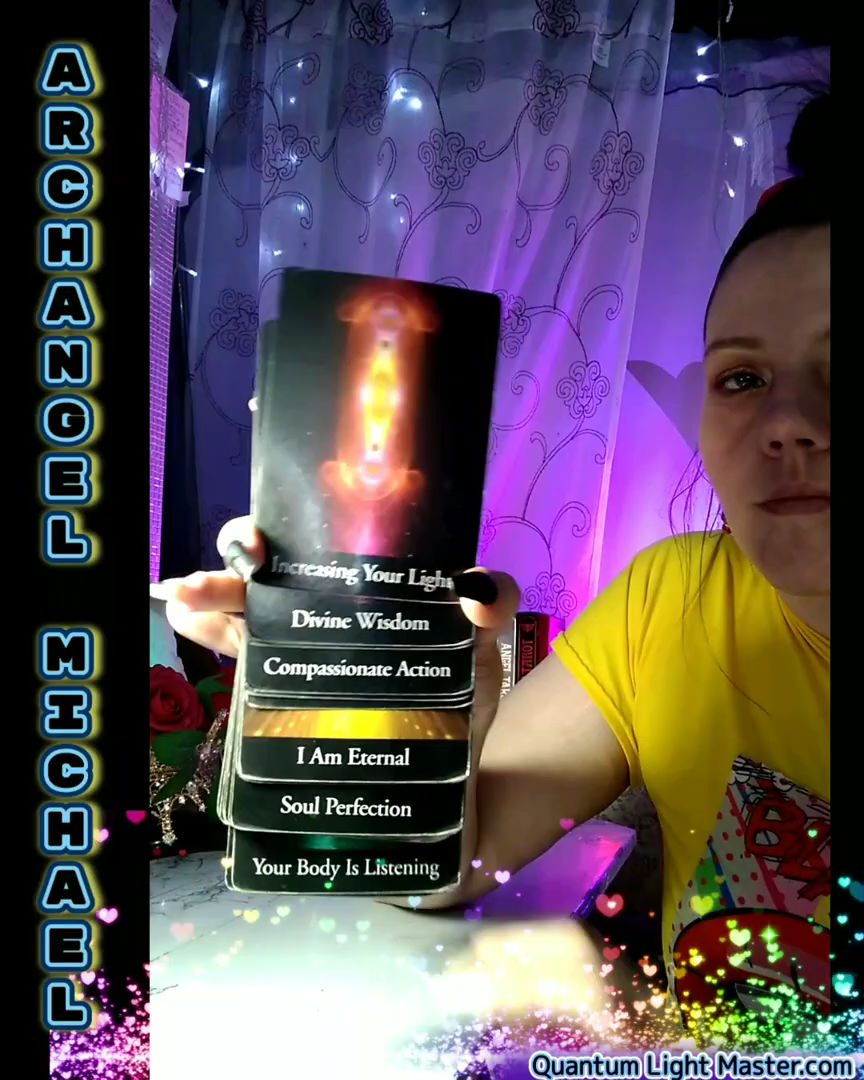 ARCHANGEL MICHAEL
Increasing Your Light
Divine Wisdom
Compassionate Action
I Am Eternal
Soul Perfection
Your Body Is Listening
TAROT
Quantum Light Master.com